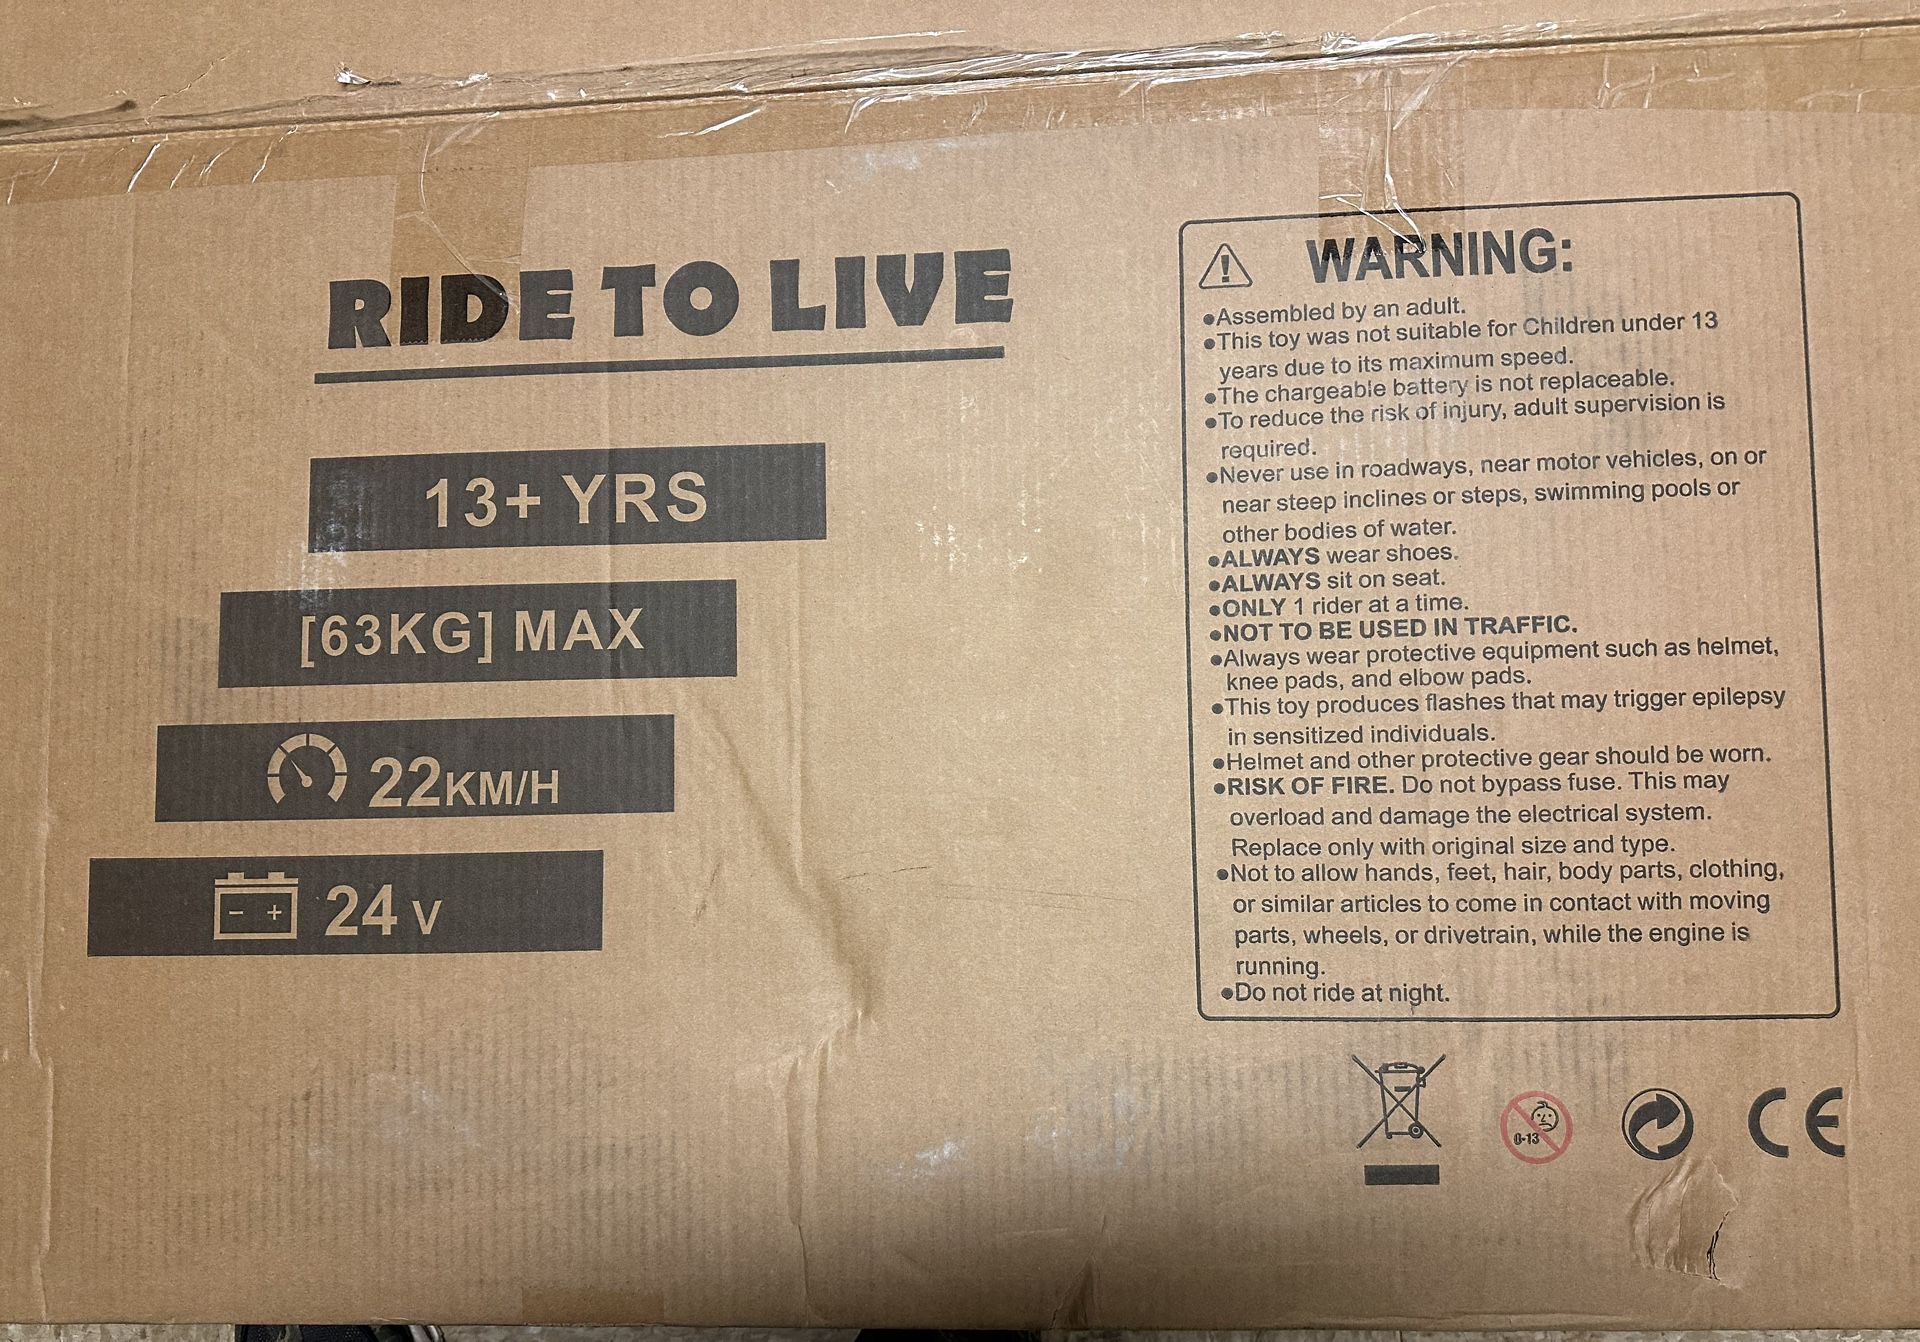 RIDE TO LIVE
13+ YRS
[63KG] MAX
22KM/H
- +
24 V
WARNING:
●Assembled by an adult.
●This toy was not suitable for Children under 13
years due to its maximum speed.
●The chargeable battery is not replaceable.
●To reduce the risk of injury, adult supervision is
required.
●Never use in roadways, near motor vehicles, on or
near steep inclines or steps, swimming pools or
other bodies of water.
●ALWAYS wear shoes.
●ALWAYS sit on seat.
●ONLY 1 rider at a time.
●NOT TO BE USED IN TRAFFIC.
●Always wear protective equipment such as helmet,
knee pads, and elbow pads.
●This toy produces flashes that may trigger epilepsy
in sensitized individuals.
●Helmet and other protective gear should be worn.
●RISK OF FIRE. Do not bypass fuse. This may
overload and damage the electrical system.
Replace only with original size and type.
●Not to allow hands, feet, hair, body parts, clothing,
or similar articles to come in contact with moving
parts, wheels, or drivetrain, while the engine is
running.
●Do not ride at night.
0-13
CE